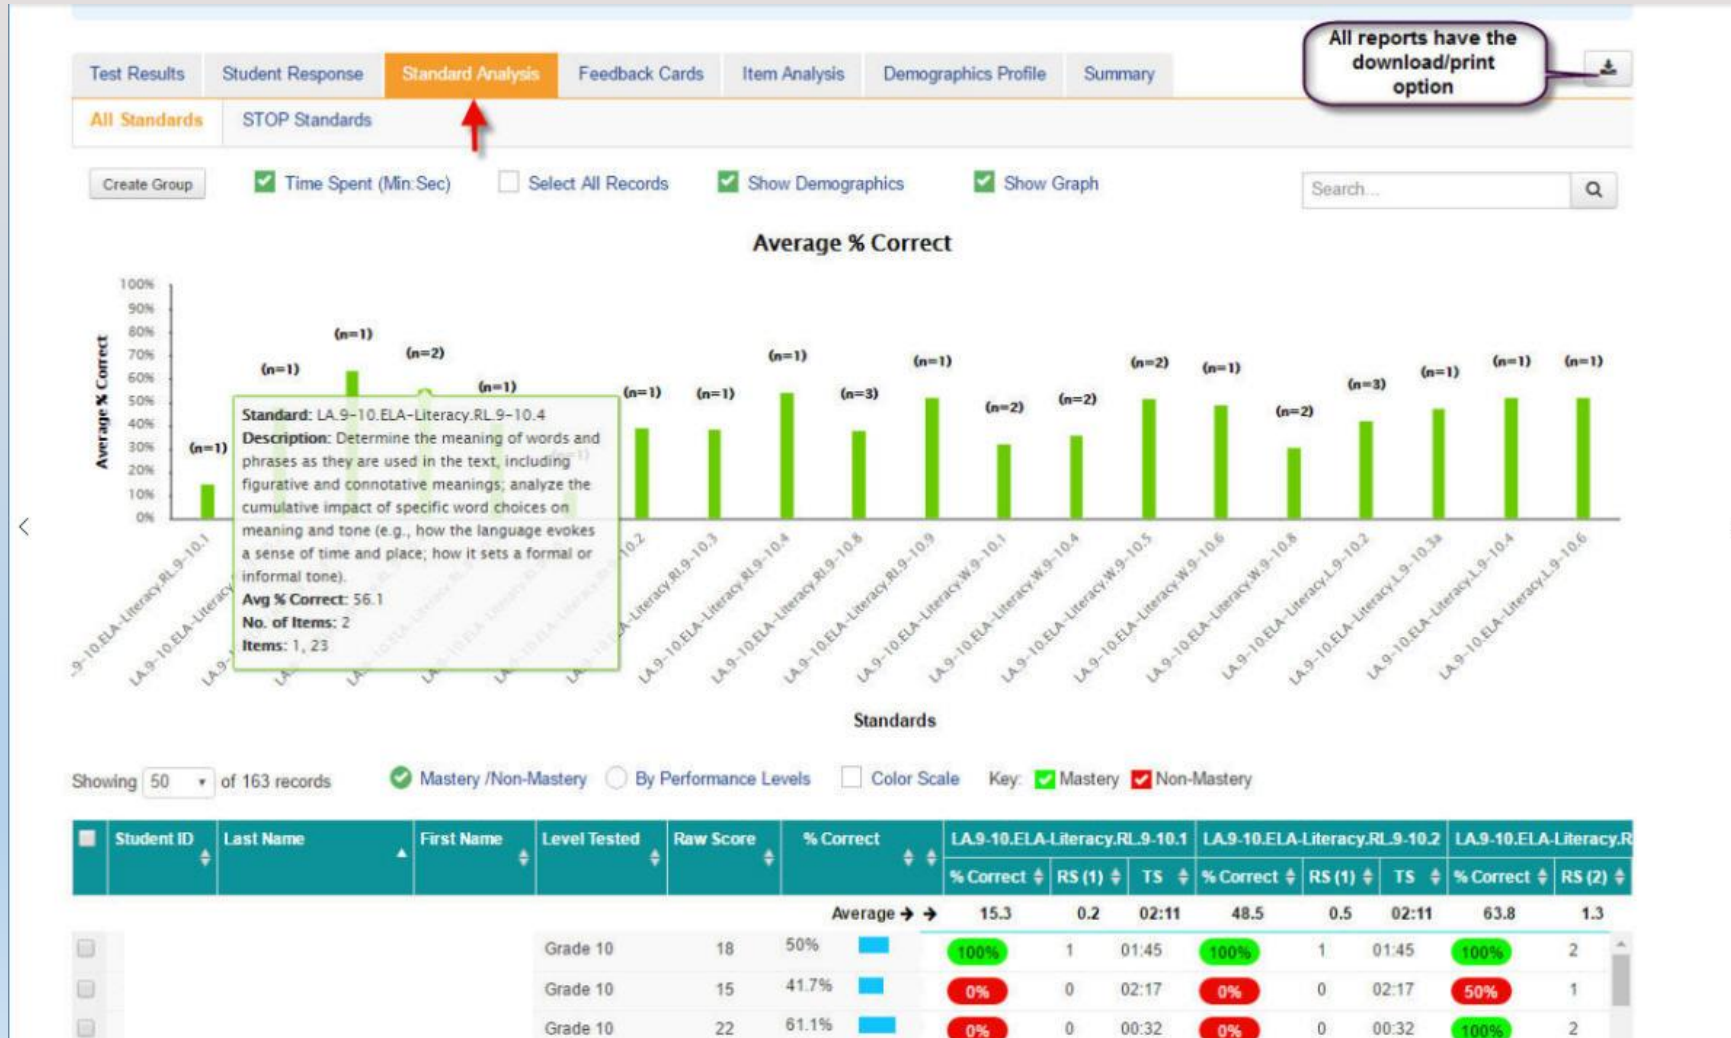 All reports have the
download/print
option
Test Results Student Response Standard Analysis Feedback Cards Item Analysis Demographics Profile Summary
All Standards STOP Standards
Create Group Time Spent (Min:Sec) Select All Records Show Demographics Show Graph Search...
Average % Correct
Average % Correct
100%
90%
80%
70%
60%
50%
40%
30%
20%
10%
0%
(n=1) (n=1) (n=1) (n=2) (n=1) (n=1) (n=1) (n=1) (n=1) (n=3) (n=1) (n=2) (n=2) (n=2) (n=1) (n=2) (n=3) (n=1) (n=1) (n=1)
Standard: LA.9-10.ELA-Literacy.RL.9-10.4
Description: Determine the meaning of words and
phrases as they are used in the text, including
figurative and connotative meanings; analyze the
cumulative impact of specific word choices on
meaning and tone (e.g., how the language evokes
a sense of time and place; how it sets a formal or
informal tone).
Avg % Correct: 56.1
No. of Items: 2
Items: 1, 23
.9-10.ELA-Literacy.RL.9-10.1
LA.9-10.ELA-Literacy.RI.9-10.3
LA.9-10.ELA-Literacy.RI.9-10.4
LA.9-10.ELA-Literacy.RI.9-10.8
LA.9-10.ELA-Literacy.RI.9-10.9
LA.9-10.ELA-Literacy.W.9-10.1
LA.9-10.ELA-Literacy.W.9-10.4
LA.9-10.ELA-Literacy.W.9-10.5
LA.9-10.ELA-Literacy.W.9-10.6
LA.9-10.ELA-Literacy.W.9-10.8
LA.9-10.ELA-Literacy.L.9-10.2
LA.9-10.ELA-Literacy.L.9-10.3a
LA.9-10.ELA-Literacy.L.9-10.4
LA.9-10.ELA-Literacy.L.9-10.6
Standards
Showing 50 of 163 records Mastery /Non-Mastery By Performance Levels Color Scale Key: Mastery Non-Mastery
Student ID Last Name First Name Level Tested Raw Score % Correct LA.9-10.ELA-Literacy.RL.9-10.1 LA.9-10.ELA-Literacy.RL.9-10.2 LA.9-10.ELA-Literacy.R
% Correct RS (1) TS % Correct RS (1) TS % Correct RS (2)
Average 15.3 0.2 02:11 48.5 0.5 02:11 63.8 1.3
Grade 10 18 50% 100% 1 01:45 100% 1 01:45 100% 2
Grade 10 15 41.7% 0% 0 02:17 0% 0 02:17 50% 1
Grade 10 22 61.1% 0% 0 00:32 0% 0 00:32 100% 2